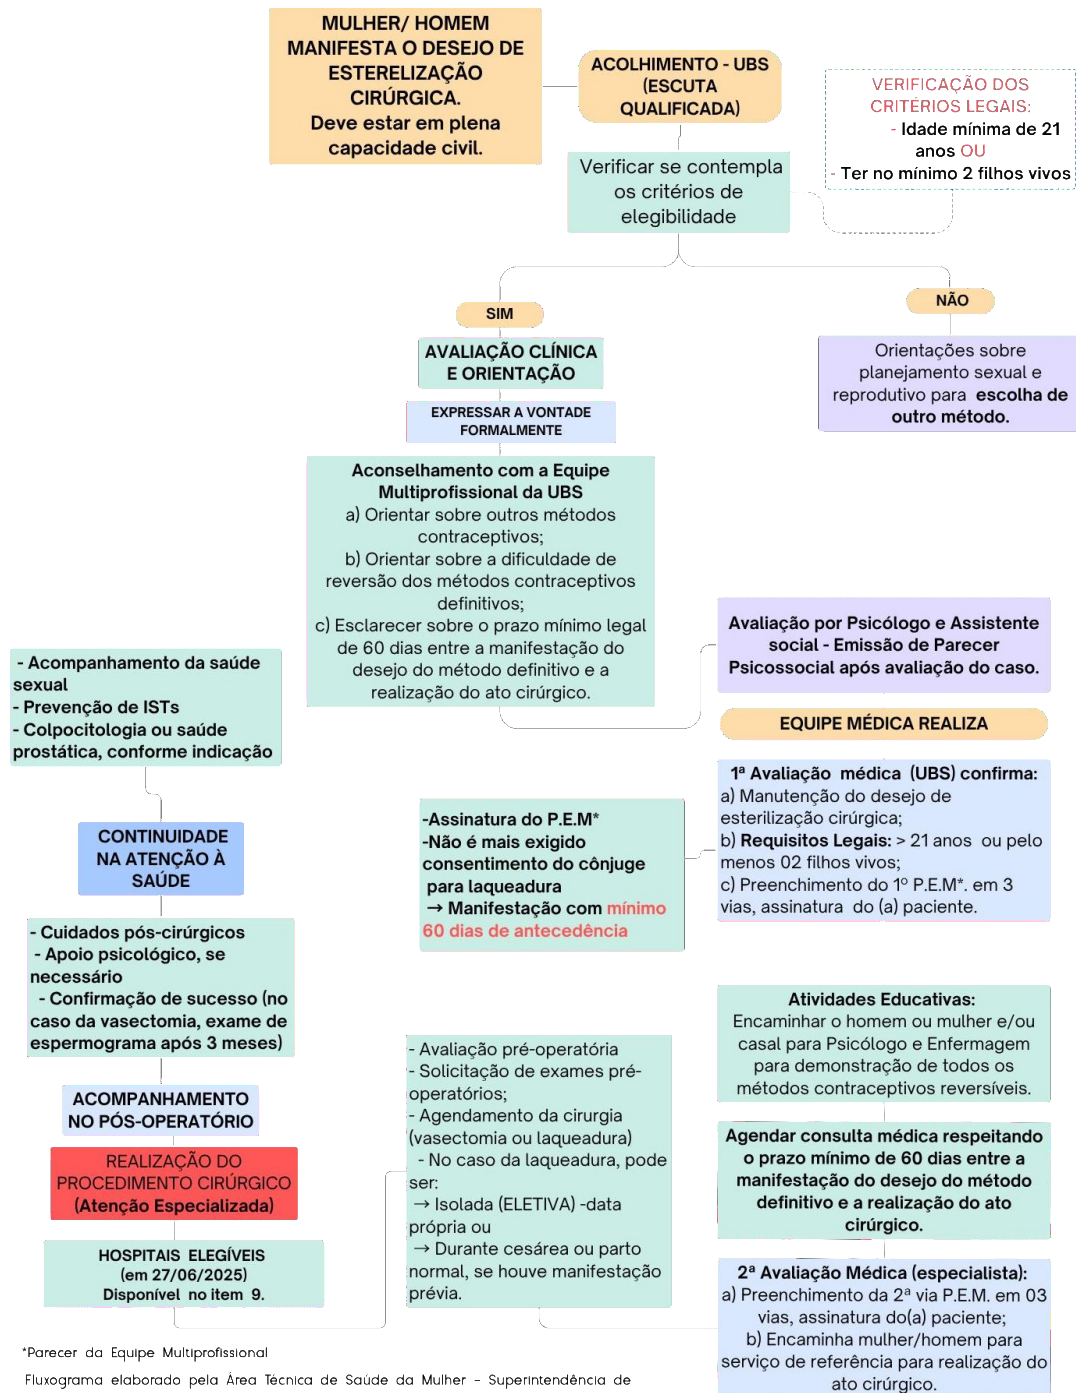 MULHER/ HOMEM
MANIFESTA O DESEJO DE
ESTERELIZAÇÃO
CIRÚRGICA.
Deve estar em plena
capacidade civil.
ACOLHIMENTO - UBS
(ESCUTA
QUALIFICADA)
VERIFICAÇÃO DOS
CRITÉRIOS LEGAIS:
- Idade mínima de 21
anos OU
- Ter no mínimo 2 filhos vivos
Verificar se contempla
os critérios de
elegibilidade
SIM
NÃO
AVALIAÇÃO CLÍNICA
E ORIENTAÇÃO
Orientações sobre
planejamento sexual e
reprodutivo para escolha de
outro método.
EXPRESSAR A VONTADE
FORMALMENTE
Aconselhamento com a Equipe
Multiprofissional da UBS
a) Orientar sobre outros métodos
contraceptivos;
b) Orientar sobre a dificuldade de
reversão dos métodos contraceptivos
definitivos;
c) Esclarecer sobre o prazo mínimo legal
de 60 dias entre a manifestação do
desejo do método definitivo e a
realização do ato cirúrgico.
Avaliação por Psicólogo e Assistente
social - Emissão de Parecer
Psicossocial após avaliação do caso.
EQUIPE MÉDICA REALIZA
1ª Avaliação médica (UBS) confirma:
a) Manutenção do desejo de
esterilização cirúrgica;
b) Requisitos Legais: > 21 anos ou pelo
menos 02 filhos vivos;
c) Preenchimento do 1º P.E.M*. em 3
vias, assinatura do (a) paciente.
-Assinatura do P.E.M*
-Não é mais exigido
consentimento do cônjuge
para laqueadura
→ Manifestação com mínimo
60 dias de antecedência
Atividades Educativas:
Encaminhar o homem ou mulher e/ou
casal para Psicólogo e Enfermagem
para demonstração de todos os
métodos contraceptivos reversíveis.
Agendar consulta médica respeitando
o prazo mínimo de 60 dias entre a
manifestação do desejo do método
definitivo e a realização do ato
cirúrgico.
2ª Avaliação Médica (especialista):
a) Preenchimento da 2ª via P.E.M. em 03
vias, assinatura do(a) paciente;
b) Encaminha mulher/homem para
serviço de referência para realização do
ato cirúrgico.
- Avaliação pré-operatória
- Solicitação de exames pré-
operatórios;
- Agendamento da cirurgia
(vasectomia ou laqueadura)
- No caso da laqueadura, pode
ser:
→ Isolada (ELETIVA) -data
própria ou
→ Durante cesárea ou parto
normal, se houve manifestação
prévia.
- Acompanhamento da saúde
sexual
- Prevenção de ISTs
- Colpocitologia ou saúde
prostática, conforme indicação
CONTINUIDADE
NA ATENÇÃO À
SAÚDE
- Cuidados pós-cirúrgicos
- Apoio psicológico, se
necessário
- Confirmação de sucesso (no
caso da vasectomia, exame de
espermograma após 3 meses)
ACOMPANHAMENTO
NO PÓS-OPERATÓRIO
REALIZAÇÃO DO
PROCEDIMENTO CIRÚRGICO
(Atenção Especializada)
HOSPITAIS ELEGÍVEIS
(em 27/06/2025)
Disponível no item 9.
*Parecer da Equipe Multiprofissional
Fluxograma elaborado pela Área Técnica de Saúde da Mulher - Superintendência de